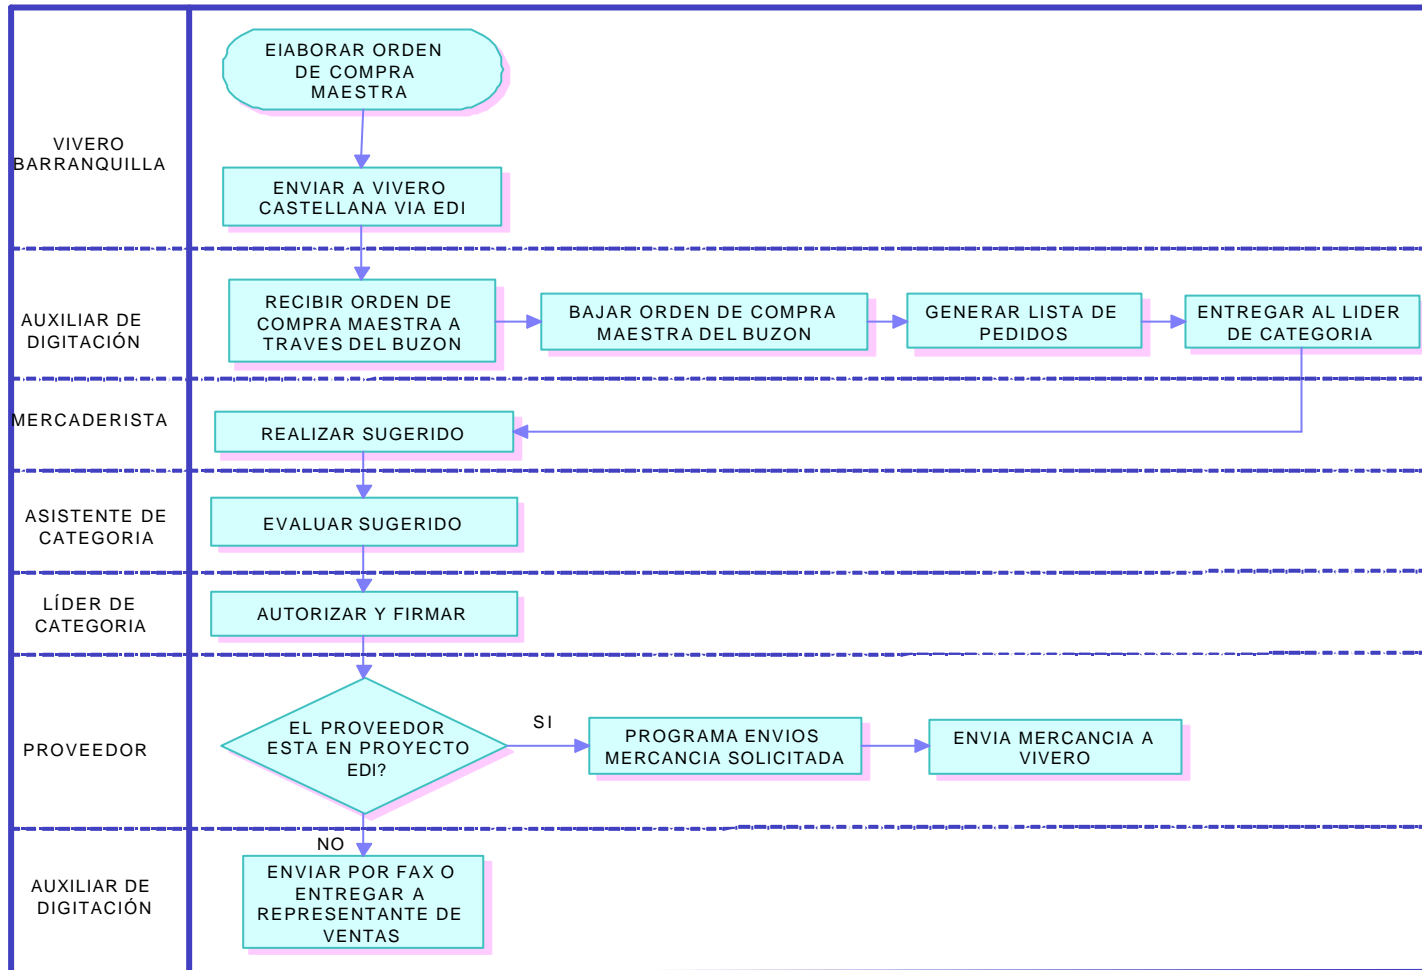 VIVERO
BARRANQUILLA
ElABORAR ORDEN
DE COMPRA
MAESTRA
ENVIAR A VIVERO
CASTELLANA VIA EDI
AUXILIAR DE
DIGITACIÓN
RECIBIR ORDEN DE
COMPRA MAESTRA A
TRAVES DEL BUZON
BAJAR ORDEN DE COMPRA
MAESTRA DEL BUZON
GENERAR LISTA DE
PEDIDOS
ENTREGAR AL LIDER
DE CATEGORIA
MERCADERISTA
REALIZAR SUGERIDO
ASISTENTE DE
CATEGORIA
EVALUAR SUGERIDO
LÍDER DE
CATEGORIA
AUTORIZAR Y FIRMAR
PROVEEDOR
EL PROVEEDOR
ESTA EN PROYECTO
EDI?
SI
PROGRAMA ENVIOS
MERCANCIA SOLICITADA
ENVIA MERCANCIA A
VIVERO
NO
AUXILIAR DE
DIGITACIÓN
ENVIAR POR FAX O
ENTREGAR A
REPRESENTANTE DE
VENTAS